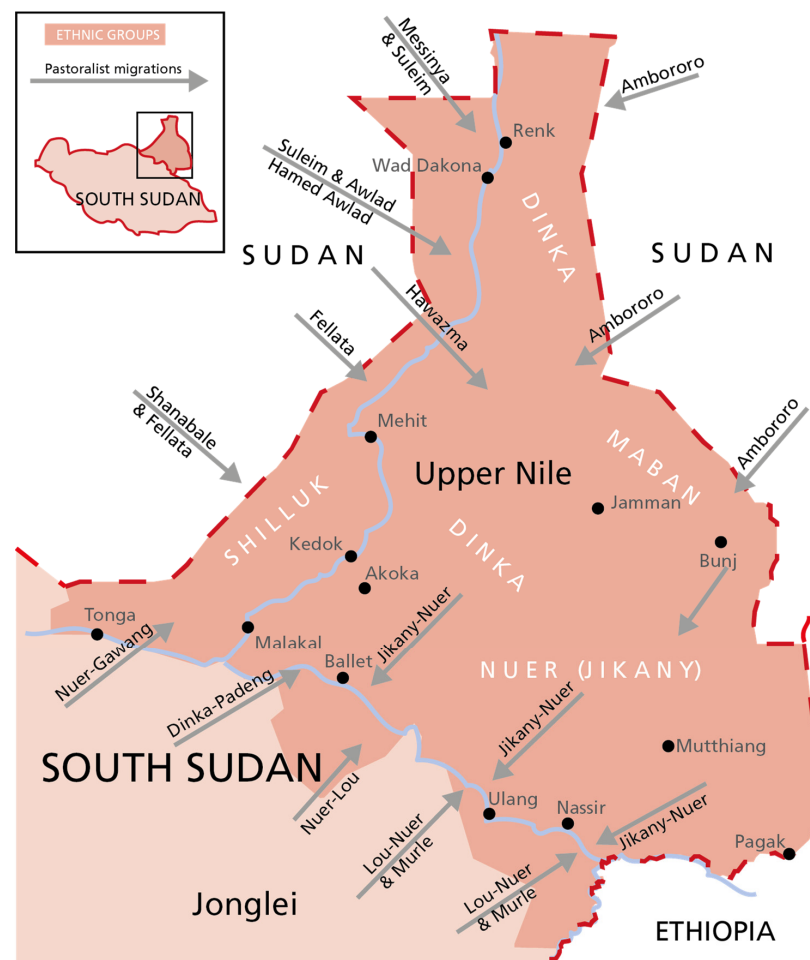 ETHNIC GROUPS
Pastoralist migrations
SOUTH SUDAN
Messinya
& Suleim
Ambororo
Renk
Wad Dakona
Suleim & Awlad
Hamed Awlad
DINKA
SUDAN
SUDAN
Hawazma
Ambororo
Fellata
Shanabale
& Fellata
Mehit
Ambororo
MABAN
Upper Nile
SHILLUK
Jamman
DINKA
Kedok
Bunj
Akoka
Tonga
Malakal
Jikany-Nuer
Nuer-Gawang
Ballet
NUER (JIKANY)
Dinka-Padeng
Jikany-Nuer
SOUTH SUDAN
Mutthiang
Nuer-Lou
Ulang
Nassir
Jikany-Nuer
Lou-Nuer
& Murle
Pagak
Lou-Nuer
& Murle
Jonglei
ETHIOPIA